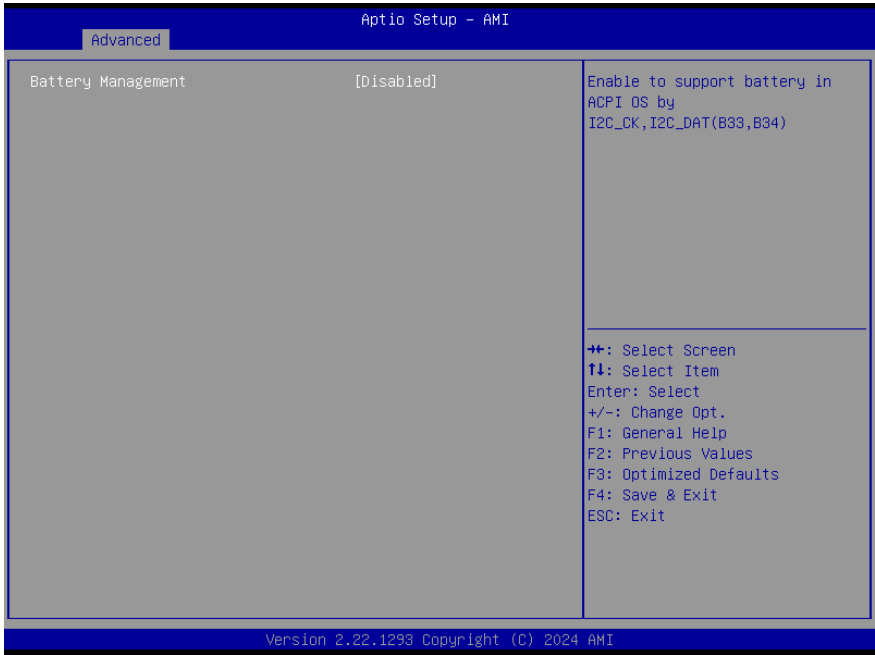 Aptio Setup - AMI
Advanced
Battery Management [Disabled]
Enable to support battery in
ACPI OS by
I2C_CK,I2C_DAT(B33,B34)
→←: Select Screen
↑↓: Select Item
Enter: Select
+/-: Change Opt.
F1: General Help
F2: Previous Values
F3: Optimized Defaults
F4: Save & Exit
ESC: Exit
Version 2.22.1293 Copyright (C) 2024 AMI